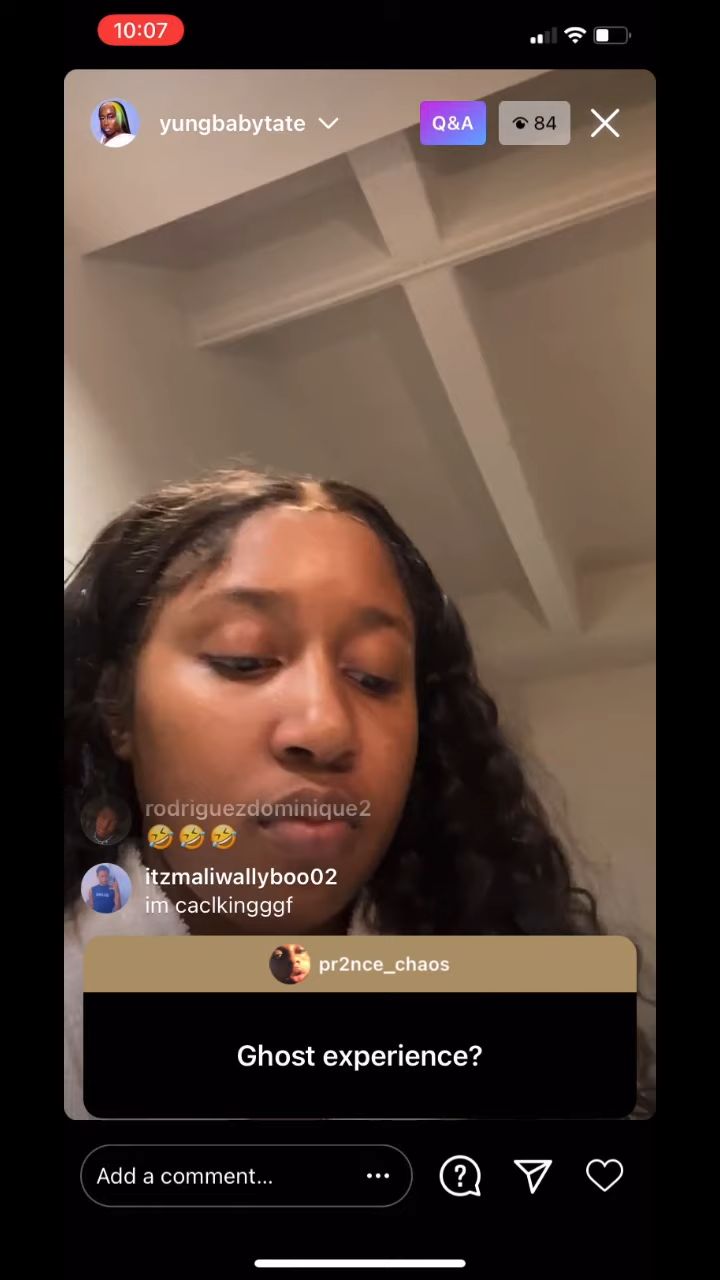 10:07
yungbabytate
Q&A
84
rodriguezdominique2
🤣🤣🤣
itzmaliwallyboo02
im caclkingggf
pr2nce_chaos
Ghost experience?
Add a comment...